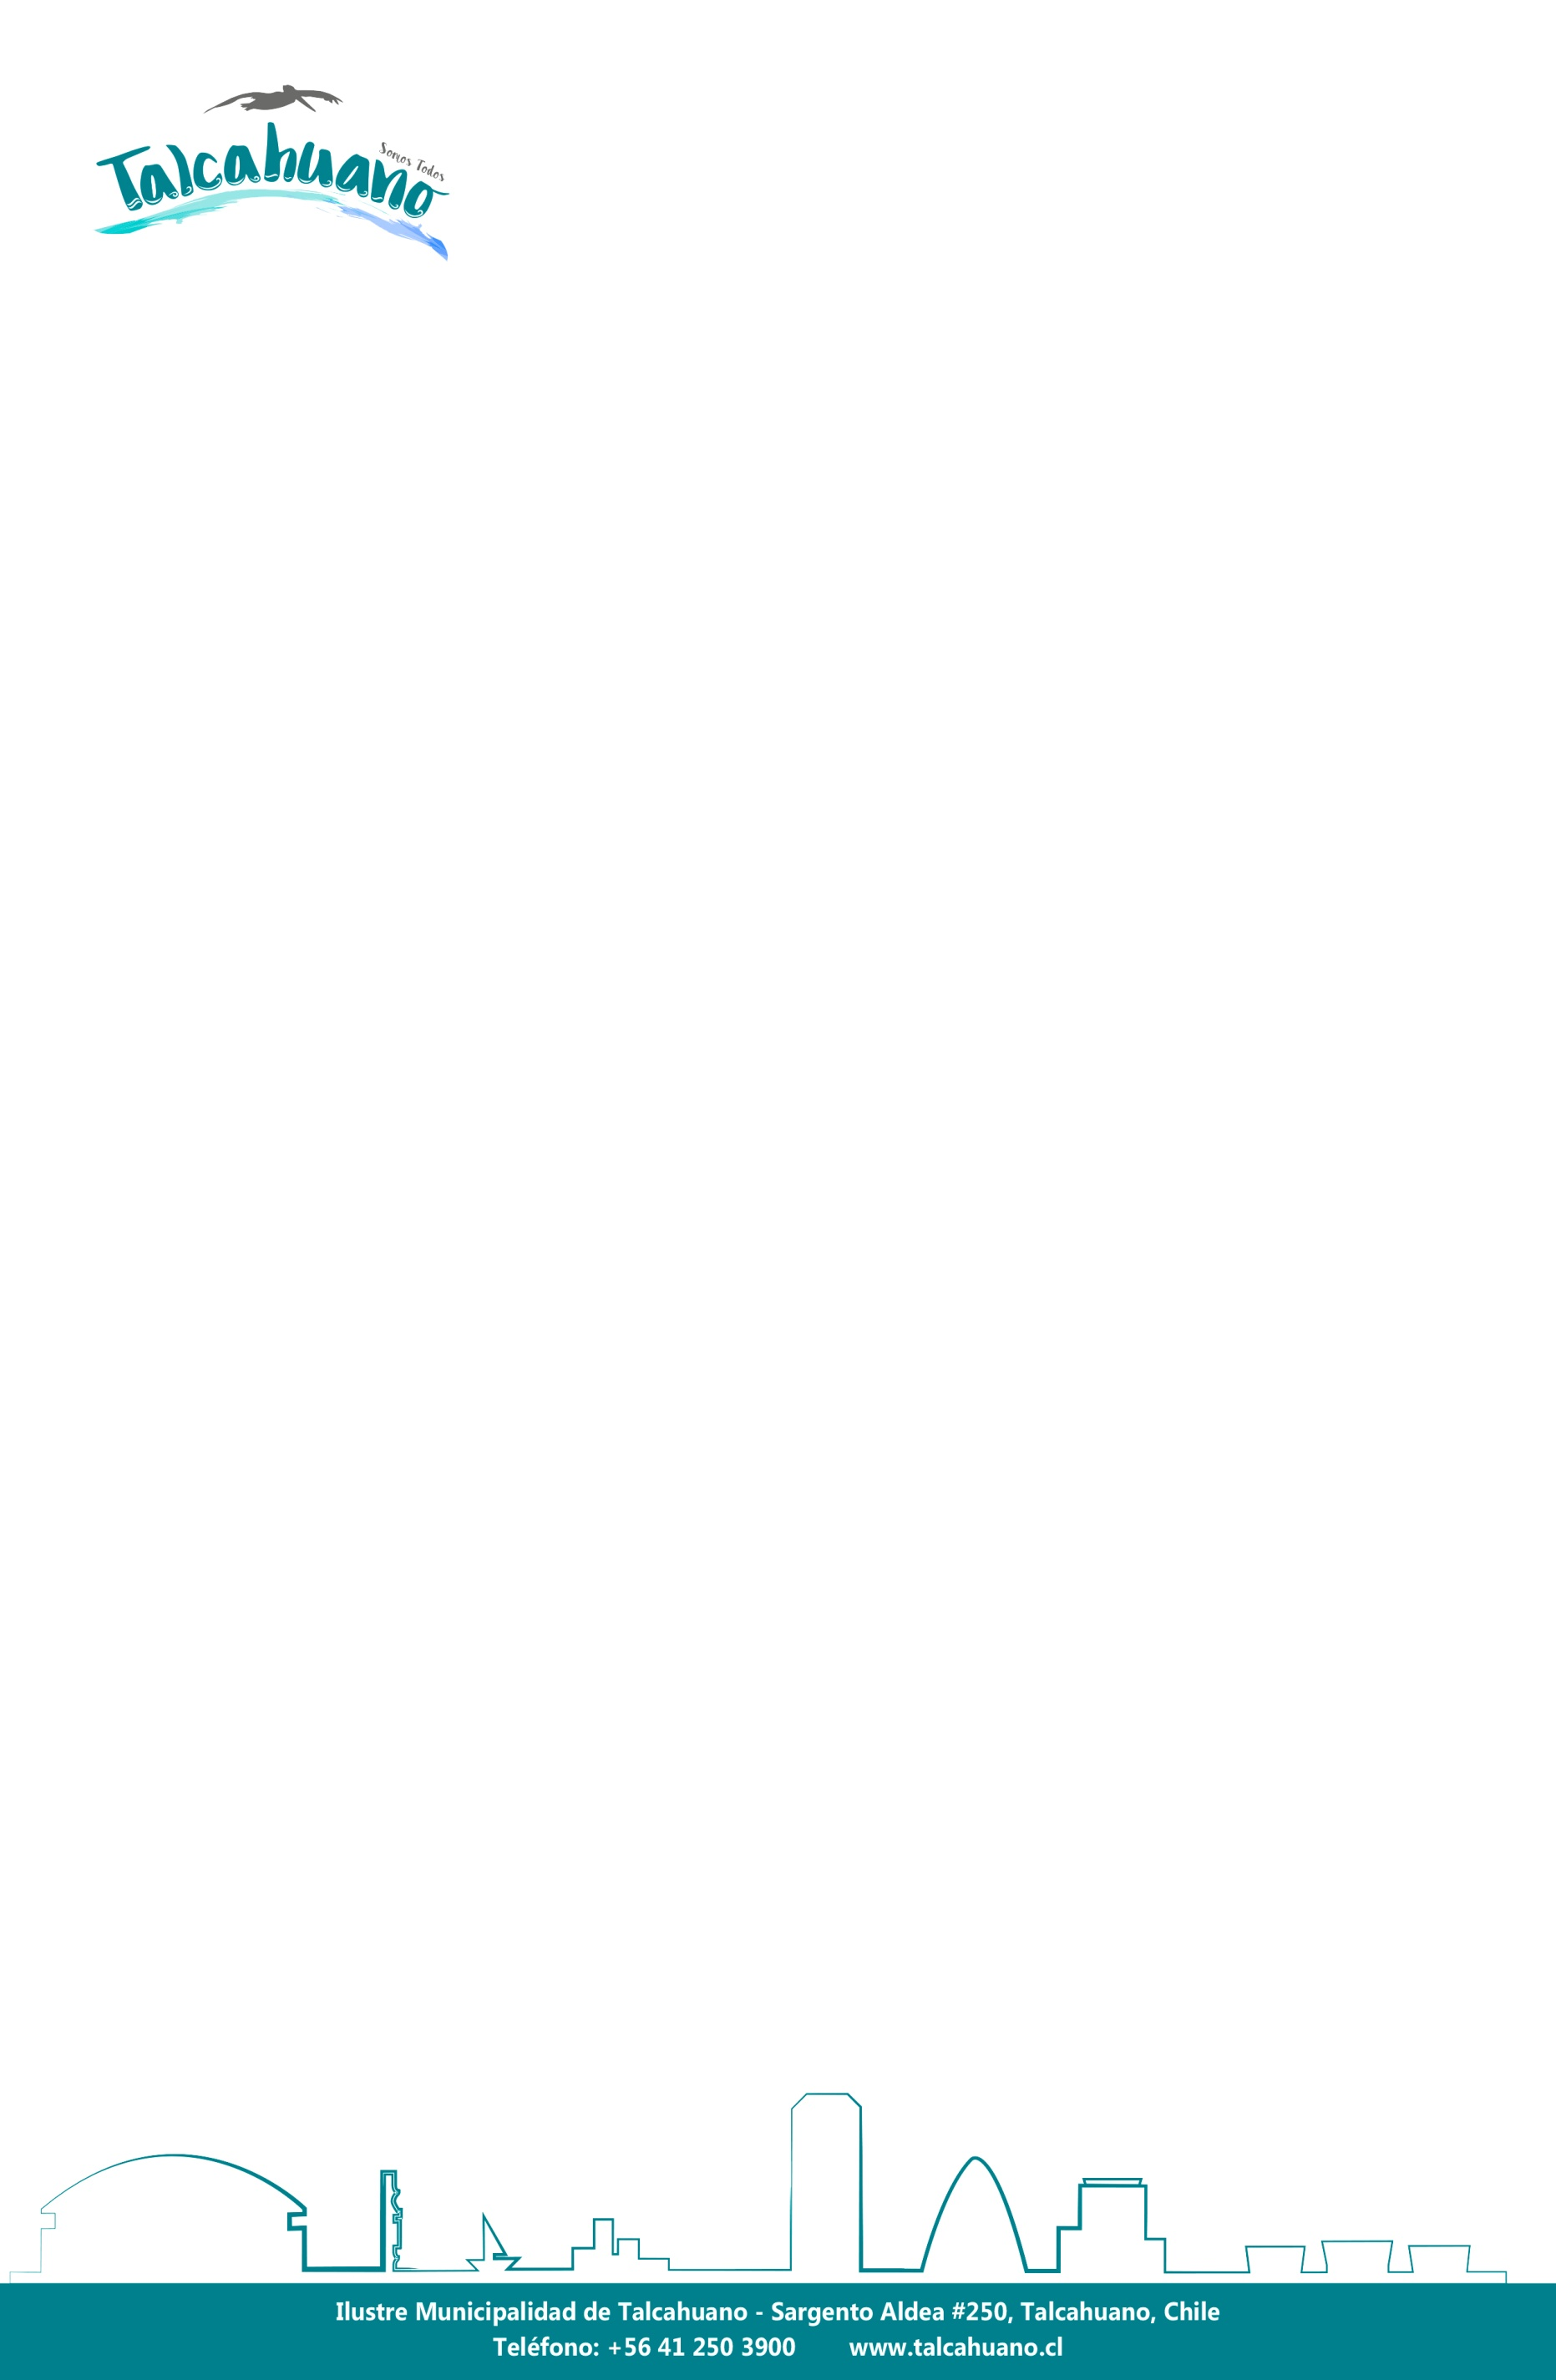 Talcahuano
Somos Todos
Ilustre Municipalidad de Talcahuano - Sargento Aldea #250, Talcahuano, Chile
Teléfono: +56 41 250 3900 www.talcahuano.cl